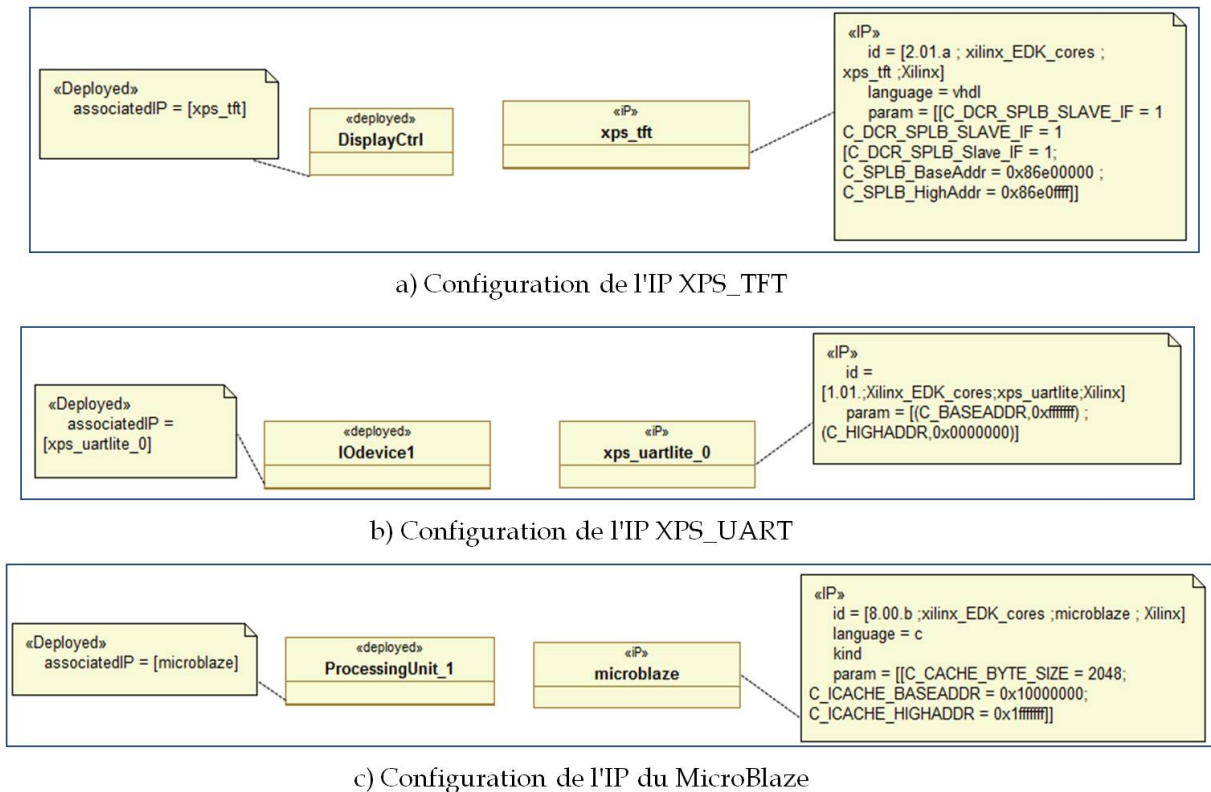 «Deployed»
associatedIP = [xps_tft]
«deployed»
DisplayCtrl
«iP»
xps_tft
«IP»
id = [2.01.a ; xilinx_EDK_cores ;
xps_tft ;Xilinx]
language = vhdl
param = [[C_DCR_SPLB_SLAVE_IF = 1
C_DCR_SPLB_SLAVE_IF = 1
[C_DCR_SPLB_Slave_IF = 1;
C_SPLB_BaseAddr = 0x86e00000 ;
C_SPLB_HighAddr = 0x86e0ffff]]
a) Configuration de l'IP XPS_TFT
«Deployed»
associatedIP =
[xps_uartlite_0]
«deployed»
IOdevice1
«iP»
xps_uartlite_0
«IP»
id =
[1.01.;Xilinx_EDK_cores;xps_uartlite;Xilinx]
param = [(C_BASEADDR,0xfffffff) ;
(C_HIGHADDR,0x0000000)]
b) Configuration de l'IP XPS_UART
«Deployed»
associatedIP = [microblaze]
«deployed»
ProcessingUnit_1
«iP»
microblaze
«IP»
id = [8.00.b ;xilinx_EDK_cores ;microblaze ; Xilinx]
language = c
kind
param = [[C_CACHE_BYTE_SIZE = 2048;
C_ICACHE_BASEADDR = 0x10000000;
C_ICACHE_HIGHADDR = 0x1fffffff]]
c) Configuration de l'IP du MicroBlaze